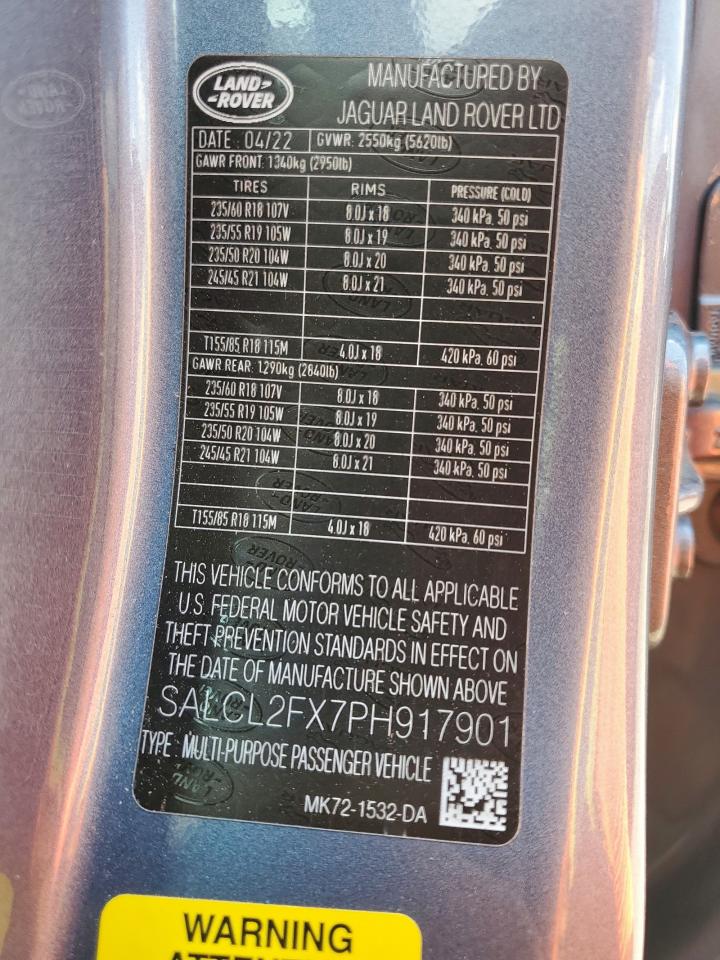 LAND-
-ROVER
MANUFACTURED BY
JAGUAR LAND ROVER LTD
DATE: 04/22 GVWR: 2550kg (5620lb)
GAWR FRONT: 1340kg (2950lb)
TIRES RIMS PRESSURE (COLD)
235/60 R18 107V 8.0J x 18 340 kPa, 50 psi
235/55 R19 105W 8.0J x 19 340 kPa, 50 psi
235/50 R20 104W 8.0J x 20 340 kPa, 50 psi
245/45 R21 104W 8.0J x 21 340 kPa, 50 psi
T155/85 R18 115M 4.0J x 18 420 kPa, 60 psi
GAWR REAR: 1290kg (2840lb)
235/60 R18 107V 8.0J x 18 340 kPa, 50 psi
235/55 R19 105W 8.0J x 19 340 kPa, 50 psi
235/50 R20 104W 8.0J x 20 340 kPa, 50 psi
245/45 R21 104W 8.0J x 21 340 kPa, 50 psi
T155/85 R18 115M 4.0J x 18 420 kPa, 60 psi
THIS VEHICLE CONFORMS TO ALL APPLICABLE
U.S. FEDERAL MOTOR VEHICLE SAFETY AND
THEFT PREVENTION STANDARDS IN EFFECT ON
THE DATE OF MANUFACTURE SHOWN ABOVE
SALCL2FX7PH917901
TYPE: MULTI-PURPOSE PASSENGER VEHICLE
MK72-1532-DA
WARNING